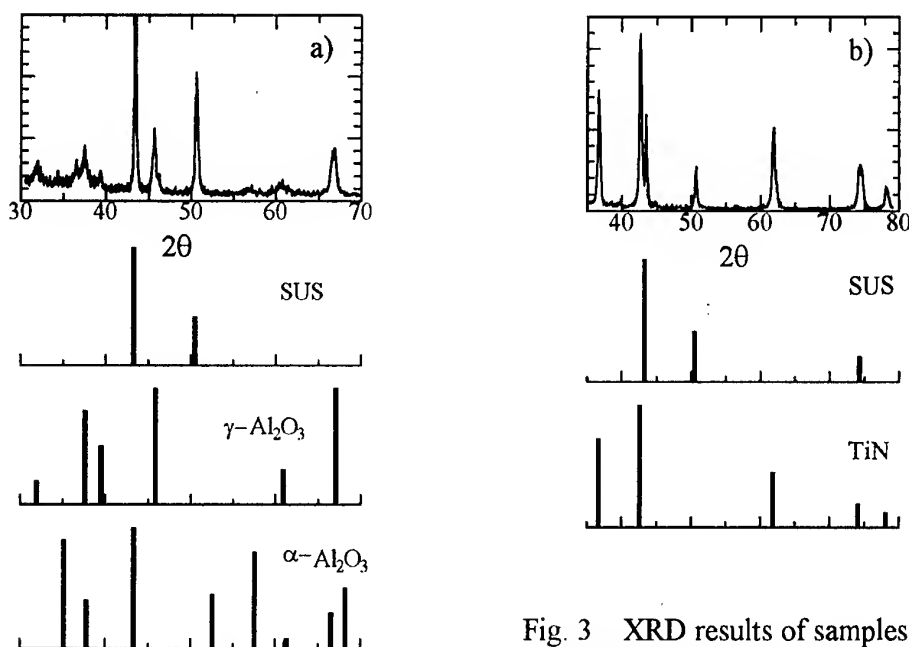 a)
30 40 50 60 70
2θ
SUS
γ-Al₂O₃
α-Al₂O₃
b)
40 50 60 70 80
2θ
SUS
TiN
Fig. 3 XRD results of samples